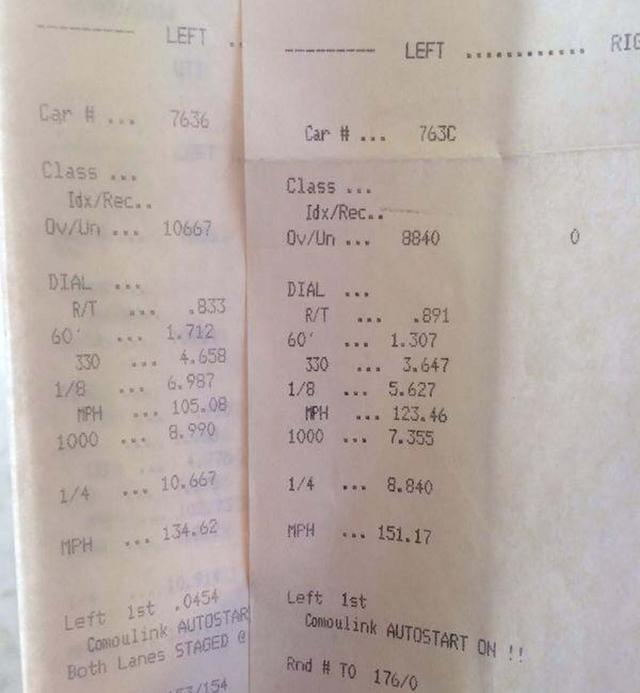 --------- LEFT ..
Car # ... 7636
Class ...
Idx/Rec..
Ov/Un ... 10667
DIAL ...
R/T ... .833
60' ... 1.712
330 ... 4.658
1/8 ... 6.987
MPH ... 105.08
1000 ... 8.990
1/4 ... 10.667
MPH ... 134.62
Left 1st .0454
Comoulink AUTOSTAR
Both Lanes STAGED @
/154
--------- LEFT ............ RIG
Car # ... 763C
Class ...
Idx/Rec..
Ov/Un ... 8840 0
DIAL ...
R/T ... .891
60' ... 1.307
330 ... 3.647
1/8 ... 5.627
MPH ... 123.46
1000 ... 7.355
1/4 ... 8.840
MPH ... 151.17
Left 1st
Comoulink AUTOSTART ON !!
Rnd # TO 176/0